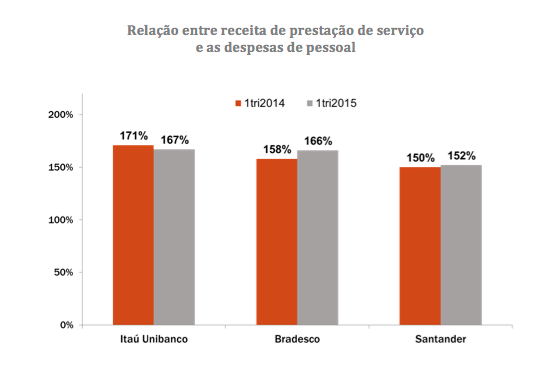 Relação entre receita de prestação de serviço
e as despesas de pessoal
1tri2014 1tri2015
200%
150%
100%
50%
0%
171% 167%
158% 166%
150% 152%
Itaú Unibanco Bradesco Santander